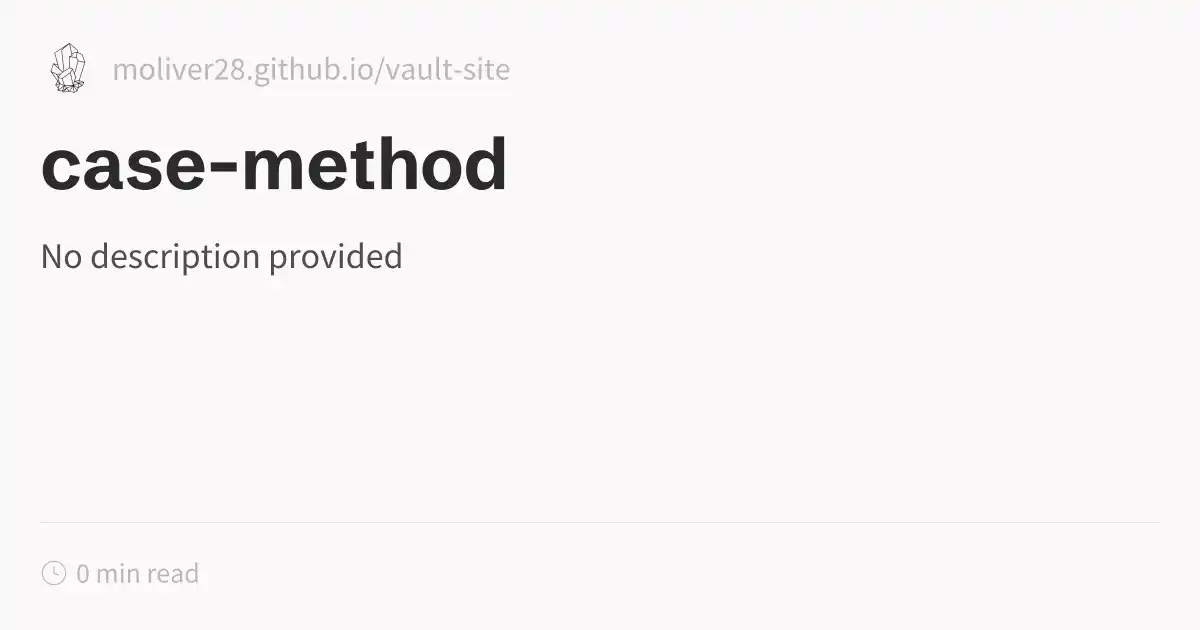 moliver28.github.io/vault-site
case-method
No description provided
0 min read